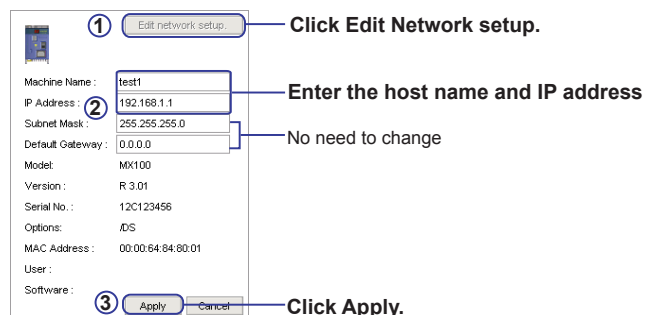 1 Edit network setup. Click Edit Network setup.
Machine Name : test1
IP Address : 2 192.168.1.1 Enter the host name and IP address
Subnet Mask : 255.255.255.0
Default Gateway : 0.0.0.0 No need to change
Model: MX100
Version : R 3.01
Serial No. : 12C123456
Options: /DS
MAC Address : 00:00:64:84:80:01
User :
Software :
3 Apply Cancel Click Apply.